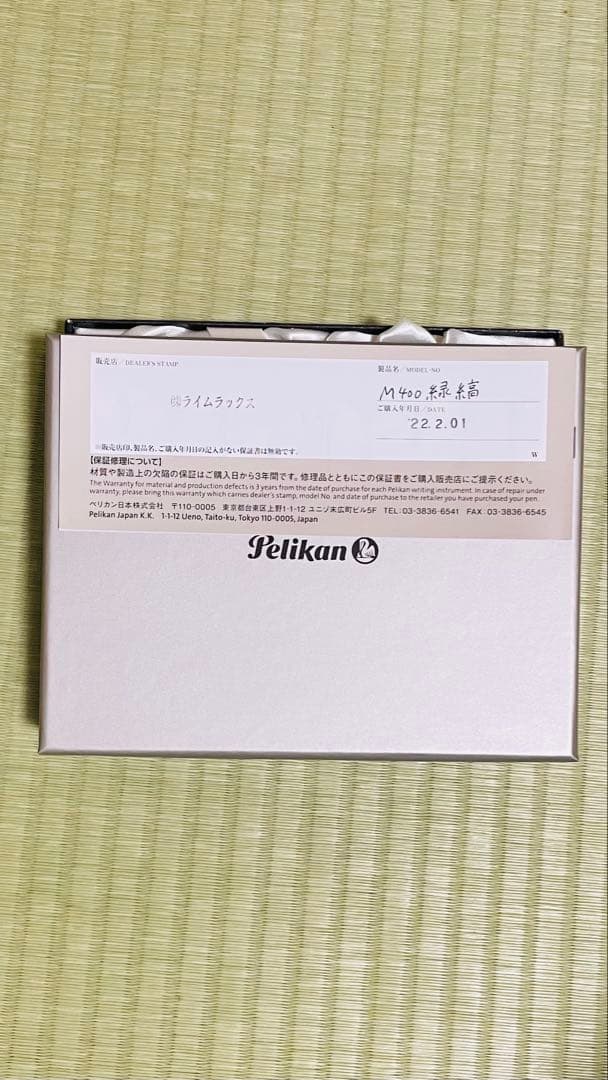 販売店/DEALER'S STAMP
㈱ライムラックス
製品名/MODEL-NO
M400 緑縞
ご購入年月日/DATE
'22.2.01
※販売店印、製品名、ご購入年月日の記入がない保証書は無効です。
W
【保証修理について】
材質や製造上の欠陥の保証はご購入日から3年間です。修理品とともにこの保証書をご購入販売店にご提示ください。
The Warranty for material and production defects is 3 years from the date of purchase for each Pelikan writing instrument. In case of repair under
warranty, please bring this warranty which carries dealer's stamp, model No. and date of purchase to the retailer you have purchased your pen.
ペリカン日本株式会社 〒110-0005 東京都台東区上野1-1-12 ユニゾ末広町ビル5F TEL:03-3836-6541 FAX:03-3836-6545
Pelikan Japan K.K. 1-1-12 Ueno, Taito-ku, Tokyo 110-0005, Japan
Pelikan